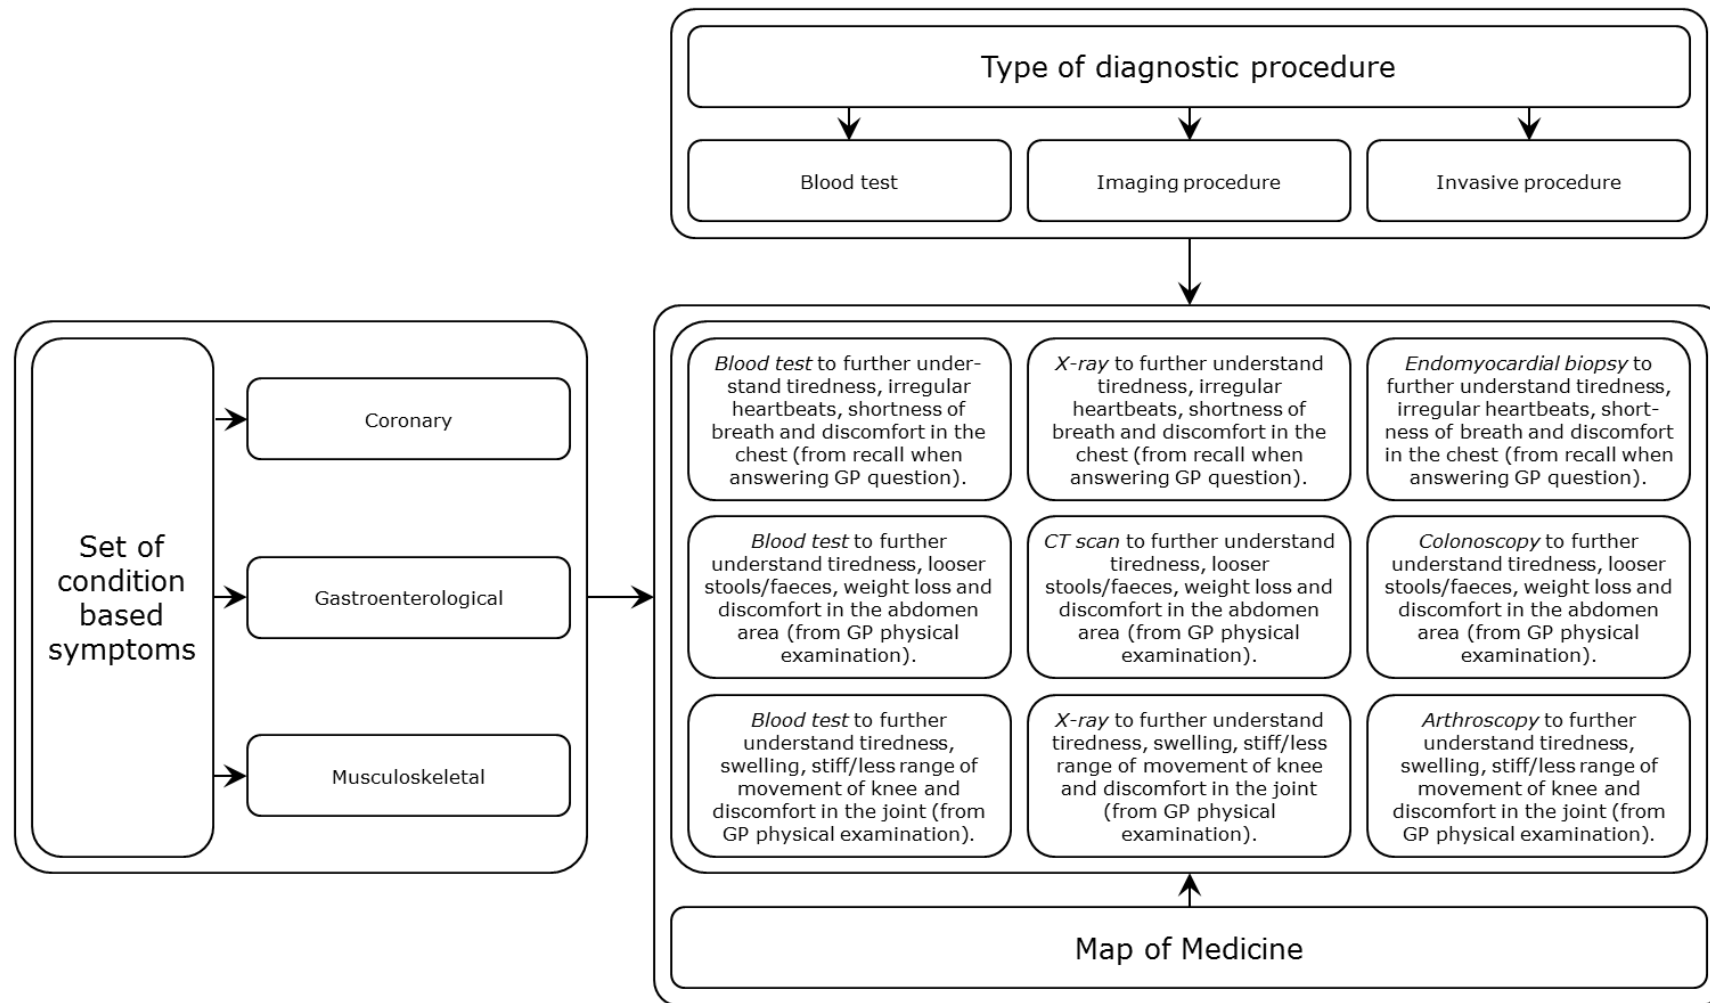 Type of diagnostic procedure
Blood test
Imaging procedure
Invasive procedure
Set of
condition
based
symptoms
Coronary
Gastroenterological
Musculoskeletal
Blood test to further under-
stand tiredness, irregular
heartbeats, shortness of
breath and discomfort in the
chest (from recall when
answering GP question).
X-ray to further understand
tiredness, irregular
heartbeats, shortness of
breath and discomfort in the
chest (from recall when
answering GP question).
Endomyocardial biopsy to
further understand tiredness,
irregular heartbeats, short-
ness of breath and discomfort
in the chest (from recall when
answering GP question).
Blood test to further
understand tiredness, looser
stools/faeces, weight loss and
discomfort in the abdomen
area (from GP physical
examination).
CT scan to further understand
tiredness, looser
stools/faeces, weight loss and
discomfort in the abdomen
area (from GP physical
examination).
Colonoscopy to further
understand tiredness, looser
stools/faeces, weight loss and
discomfort in the abdomen
area (from GP physical
examination).
Blood test to further
understand tiredness,
swelling, stiff/less range of
movement of knee and
discomfort in the joint (from
GP physical examination).
X-ray to further understand
tiredness, swelling, stiff/less
range of movement of knee
and discomfort in the joint
(from GP physical
examination).
Arthroscopy to further
understand tiredness,
swelling, stiff/less range of
movement of knee and
discomfort in the joint (from
GP physical examination).
Map of Medicine